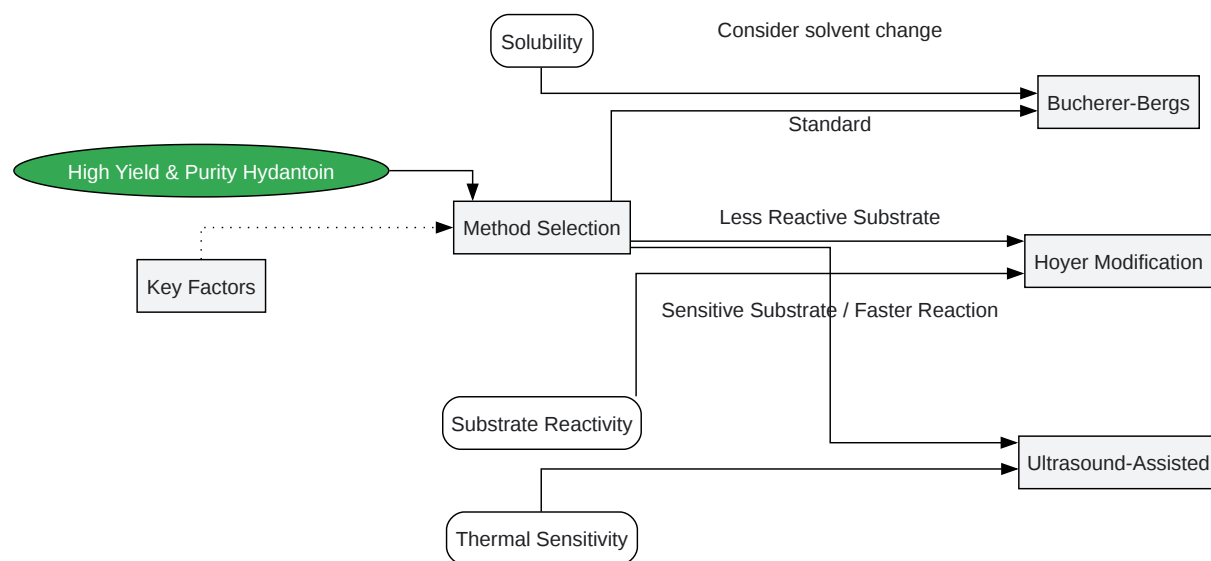 Solubility
Consider solvent change
Bucherer-Bergs
Standard
High Yield & Purity Hydantoin
Method Selection
Less Reactive Substrate
Hoyer Modification
Key Factors
Sensitive Substrate / Faster Reaction
Substrate Reactivity
Ultrasound-Assisted
Thermal Sensitivity